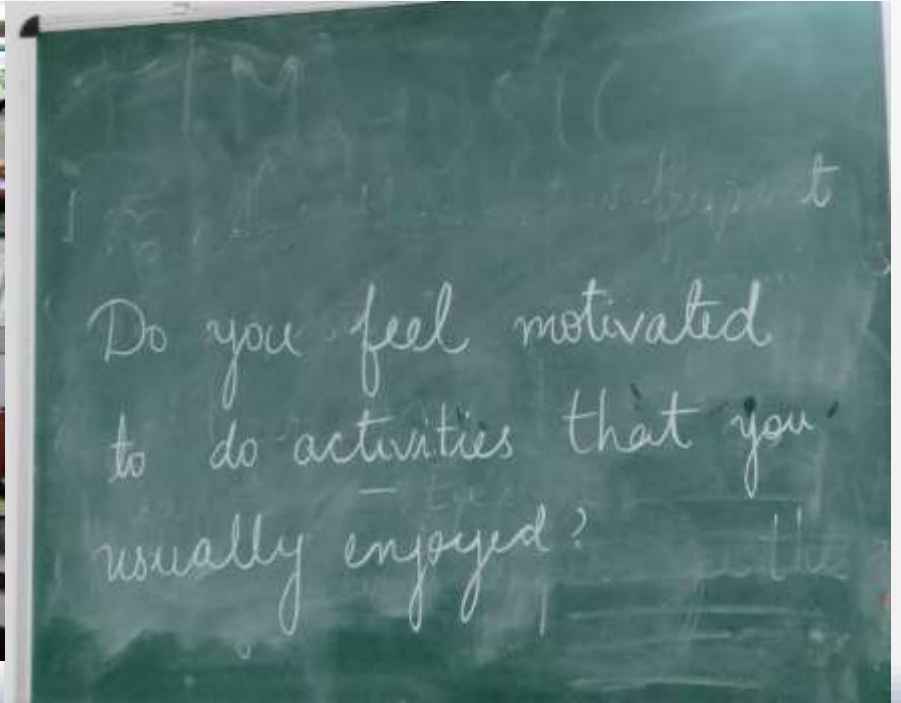 Do you feel motivated
to do activities that you
usually enjoyed?